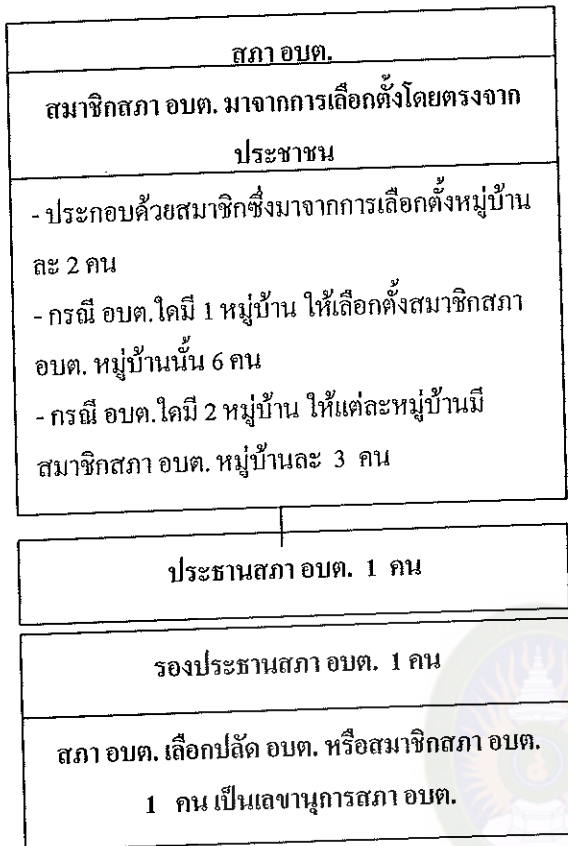 สภา อบต.
สมาชิกสภา อบต. มาจากการเลือกตั้งโดยตรงจาก
ประชาชน
- ประกอบด้วยสมาชิกซึ่งมาจากการเลือกตั้งหมู่บ้าน
ละ 2 คน
- กรณี อบต.ใดมี 1 หมู่บ้าน ให้เลือกตั้งสมาชิกสภา
อบต. หมู่บ้านนั้น 6 คน
- กรณี อบต.ใดมี 2 หมู่บ้าน ให้แต่ละหมู่บ้านมี
สมาชิกสภา อบต. หมู่บ้านละ 3 คน
ประธานสภา อบต. 1 คน
รองประธานสภา อบต. 1 คน
สภา อบต. เลือกปลัด อบต. หรือสมาชิกสภา อบต.
1 คน เป็นเลขานุการสภา อบต.